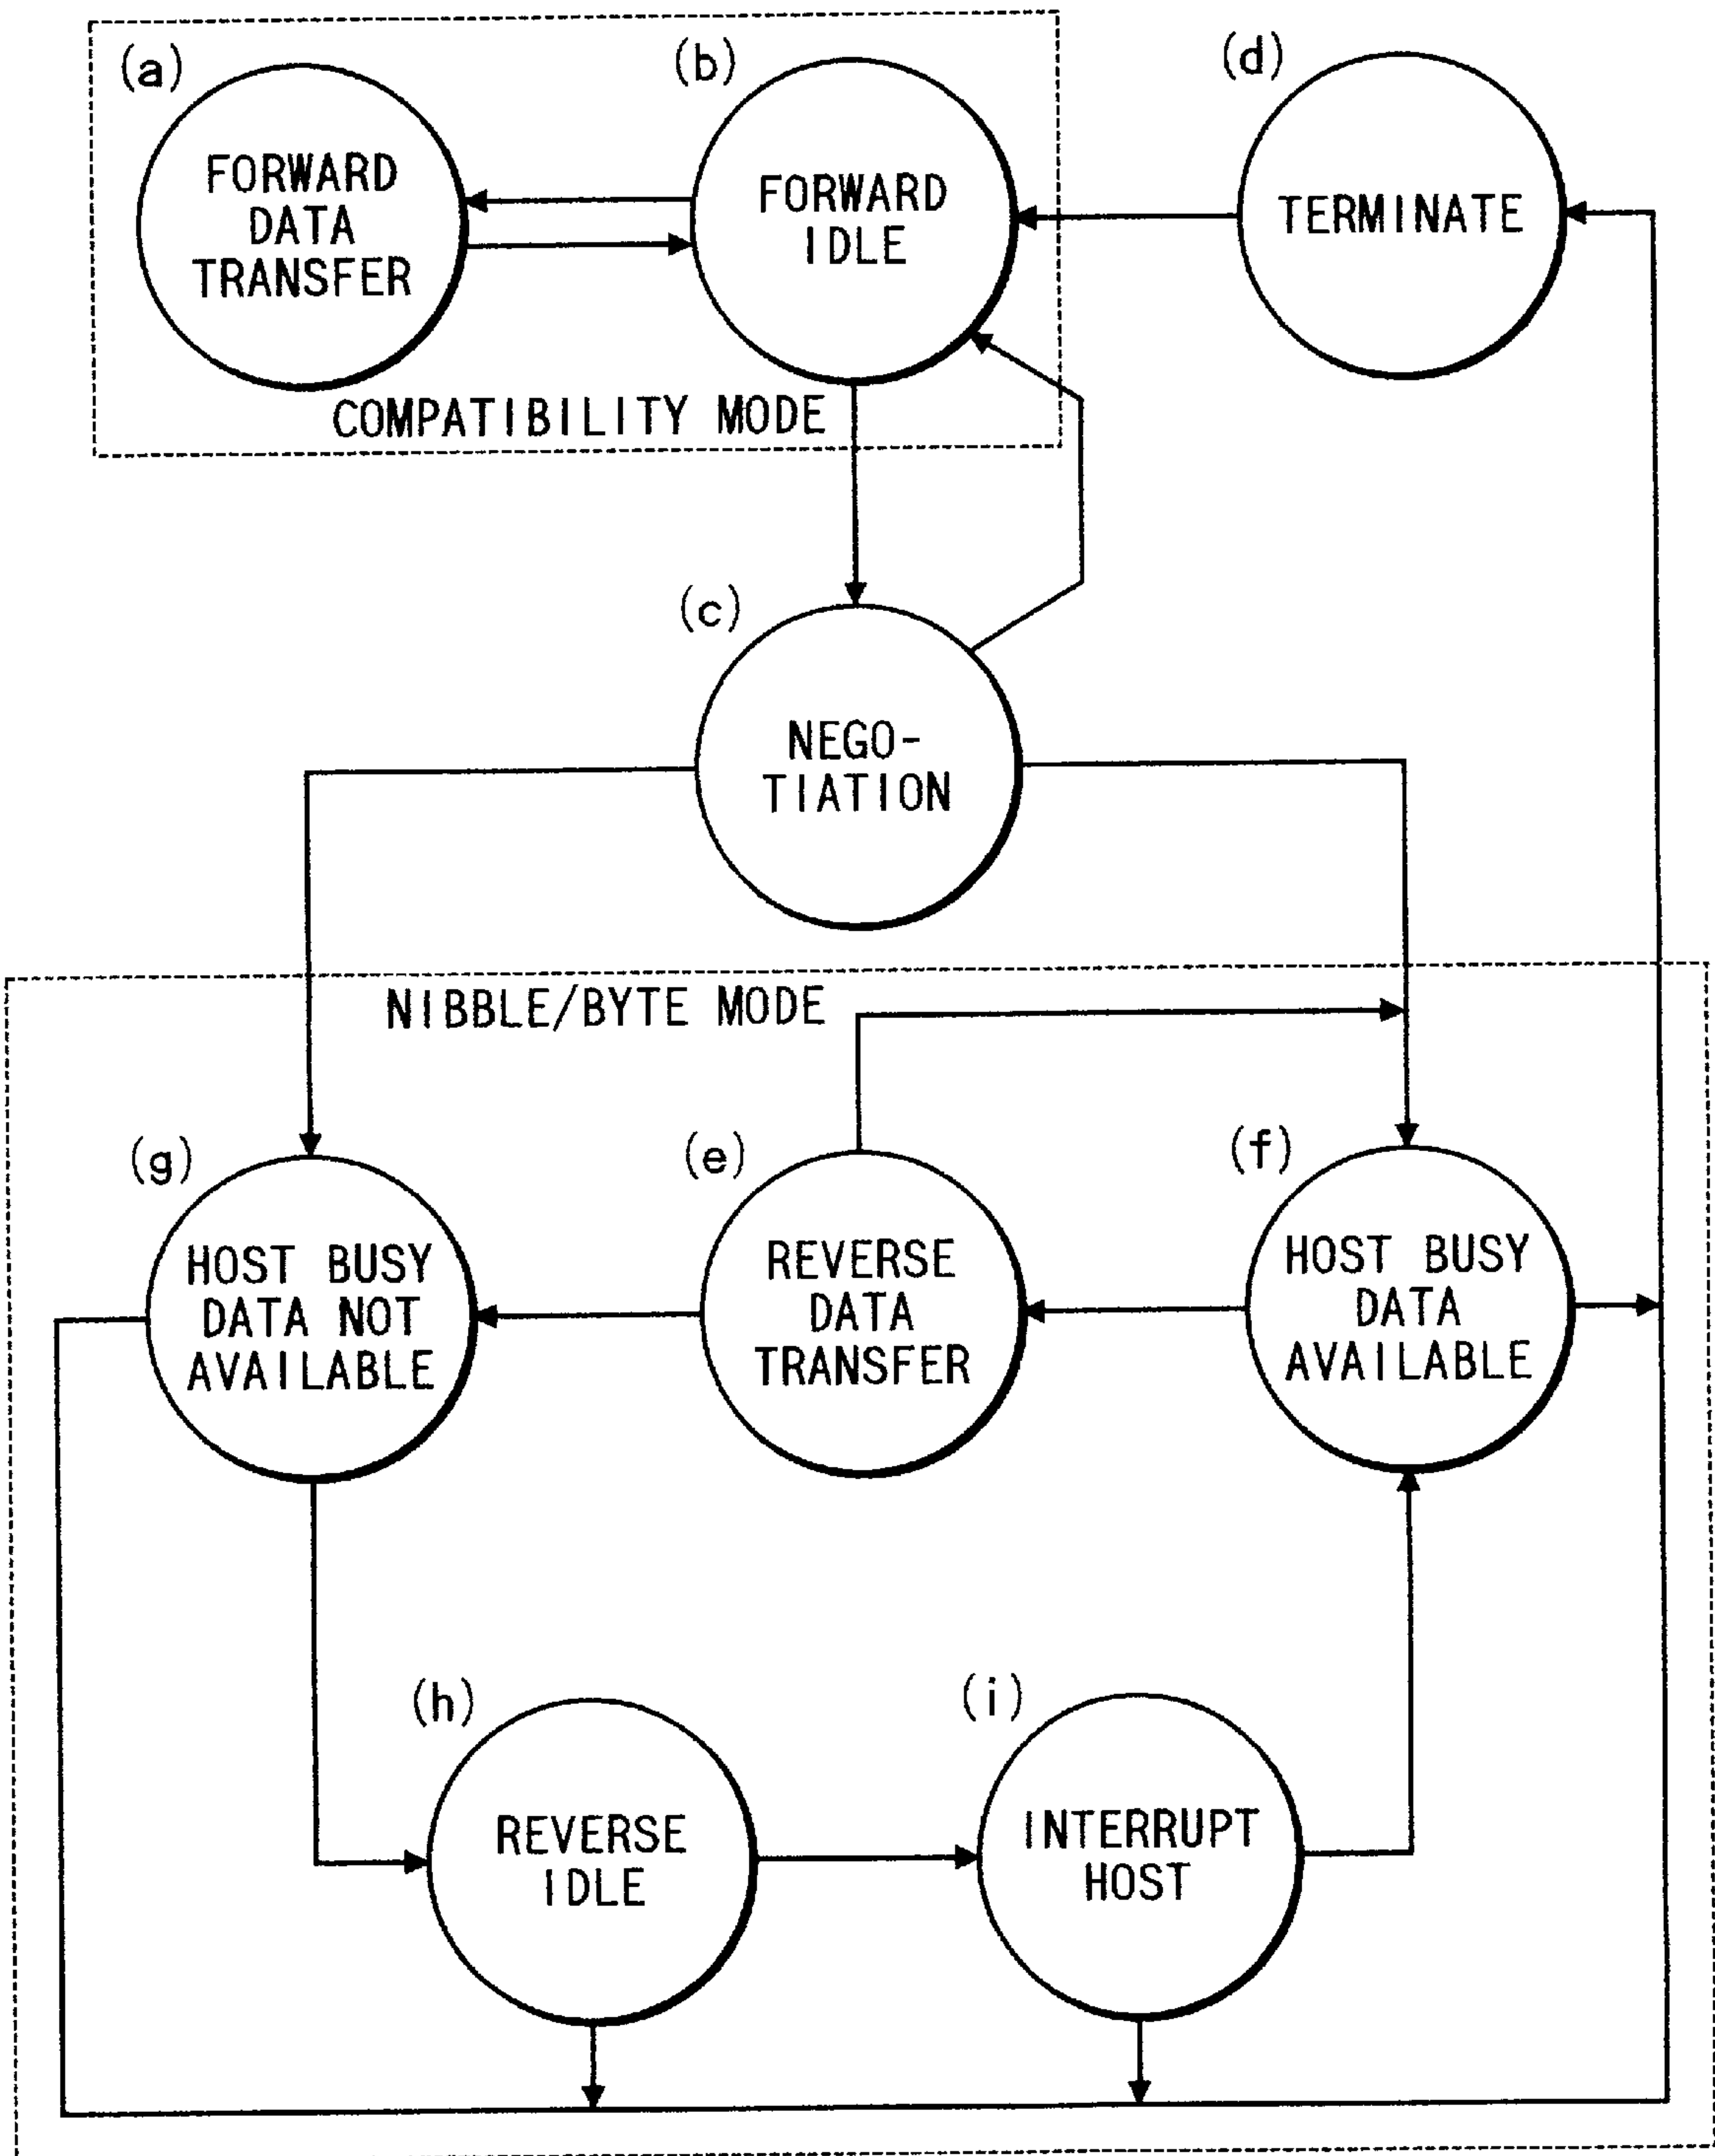 (a)
FORWARD
DATA
TRANSFER
(b)
FORWARD
IDLE
(d)
TERMINATE
COMPATIBILITY MODE
(c)
NEGO-
TIATION
NIBBLE/BYTE MODE
(g)
HOST BUSY
DATA NOT
AVAILABLE
(e)
REVERSE
DATA
TRANSFER
(f)
HOST BUSY
DATA
AVAILABLE
(h)
REVERSE
IDLE
(i)
INTERRUPT
HOST